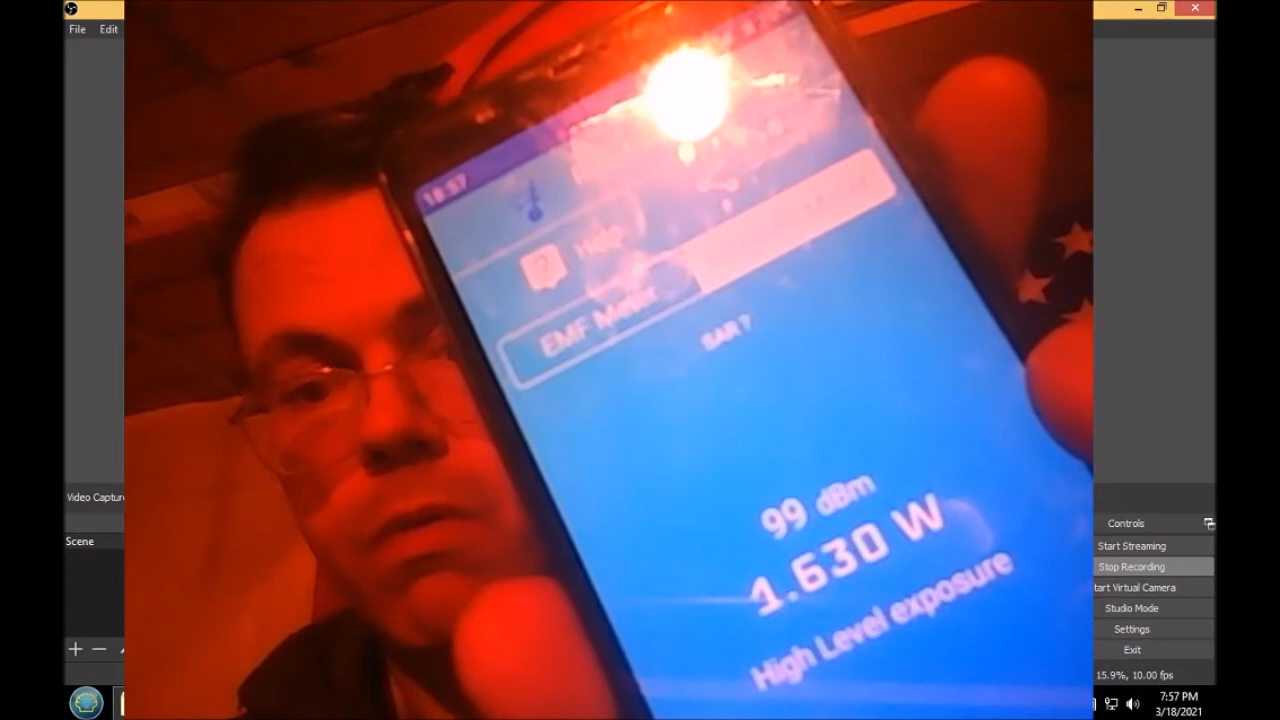 File Edit
18:57
Help
EMF Meter
SAR ?
99 dBm
1.630 W
High Level exposure
Video Captur
Scene
Controls
Start Streaming
Stop Recording
tart Virtual Camera
Studio Mode
Settings
Exit
15.9%, 10.00 fps
7:57 PM
3/18/2021